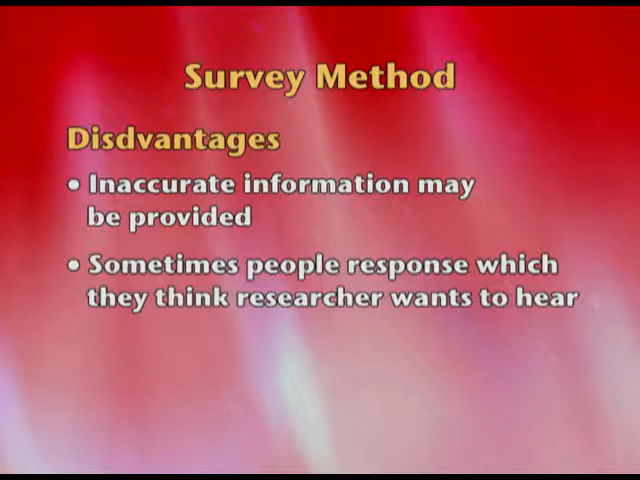 Survey Method
Disdvantages
• Inaccurate information may
be provided
• Sometimes people response which
they think researcher wants to hear